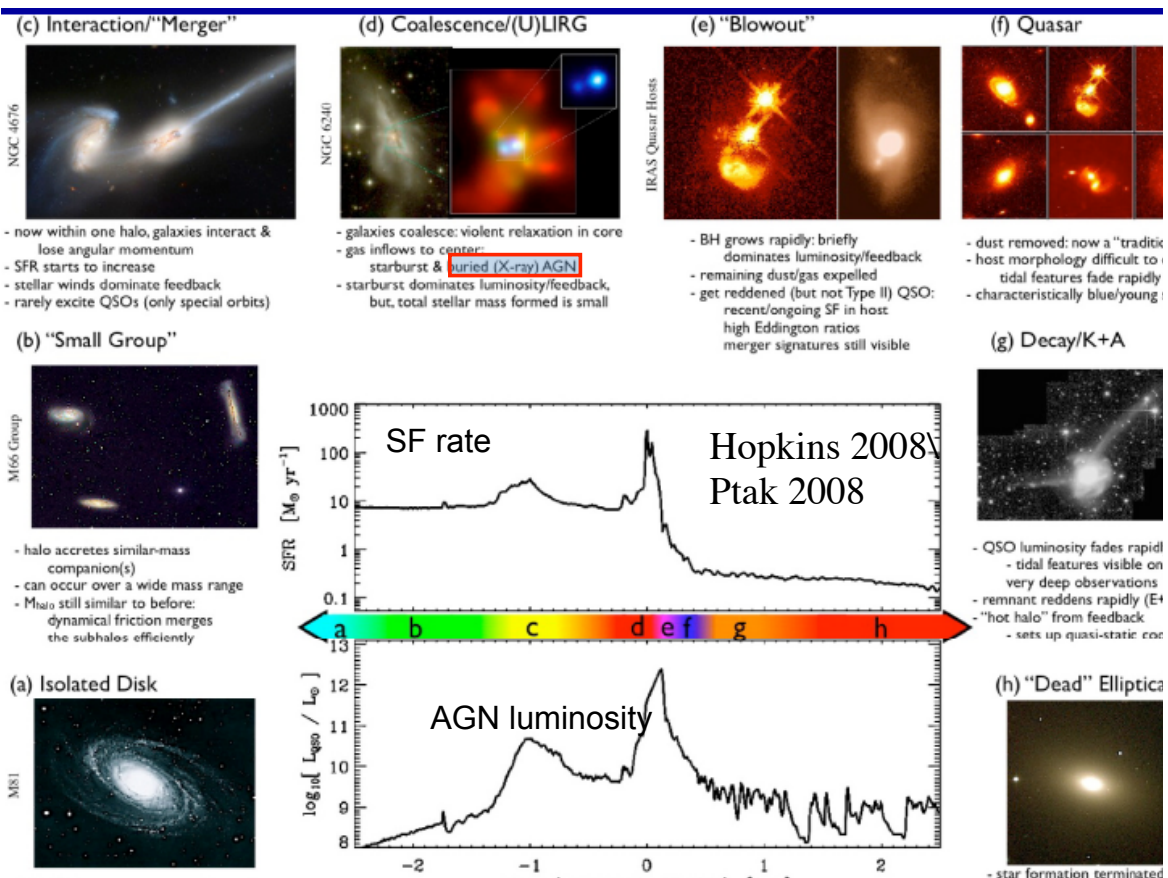 (c) Interaction/"Merger"
NGC 4676
- now within one halo, galaxies interact &
lose angular momentum
- SFR starts to increase
- stellar winds dominate feedback
- rarely excite QSOs (only special orbits)
(d) Coalescence/(U)LIRG
NGC 6240
- galaxies coalesce: violent relaxation in core
- gas inflows to center:
starburst & buried (X-ray) AGN
- starburst dominates luminosity/feedback,
but, total stellar mass formed is small
(e) "Blowout"
IRAS Quasar Hosts
- BH grows rapidly: briefly
dominates luminosity/feedback
- remaining dust/gas expelled
- get reddened (but not Type II) QSO:
recent/ongoing SF in host
high Eddington ratios
merger signatures still visible
(f) Quasar
- dust removed: now a "traditio
- host morphology difficult to
tidal features fade rapidly
- characteristically blue/young
(b) "Small Group"
M66 Group
- halo accretes similar-mass
companion(s)
- can occur over a wide mass range
- Mhalo still similar to before:
dynamical friction merges
the subhalos efficiently
(a) Isolated Disk
M81
SF rate
Hopkins 2008\
Ptak 2008
SFR [M⊙ yr⁻¹]
1000
100
10
1
0.1
a b c d e f g h
AGN luminosity
log₁₀[ L_QSO / L⊙ ]
13
12
11
10
9
8
-2 -1 0 1 2
(g) Decay/K+A
- QSO luminosity fades rapidl
- tidal features visible on
very deep observations
- remnant reddens rapidly (E+
- "hot halo" from feedback
- sets up quasi-static coo
(h) "Dead" Elliptica
- star formation terminated